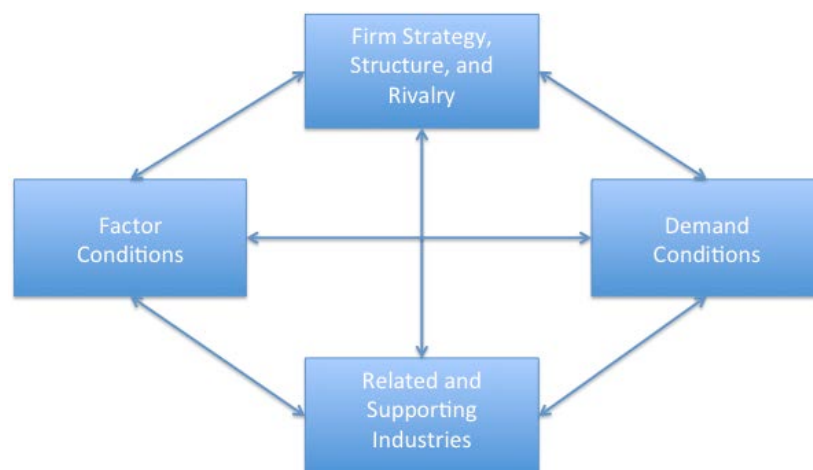 Firm Strategy,
Structure, and
Rivalry
Factor
Conditions
Demand
Conditions
Related and
Supporting
Industries